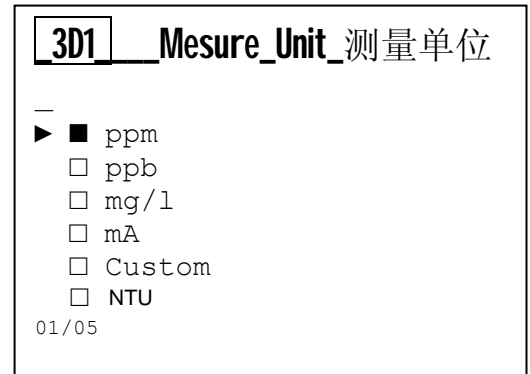 _3D1____Mesure_Unit_测量单位
_
► ■ ppm
□ ppb
□ mg/l
□ mA
□ Custom
□ NTU
01/05